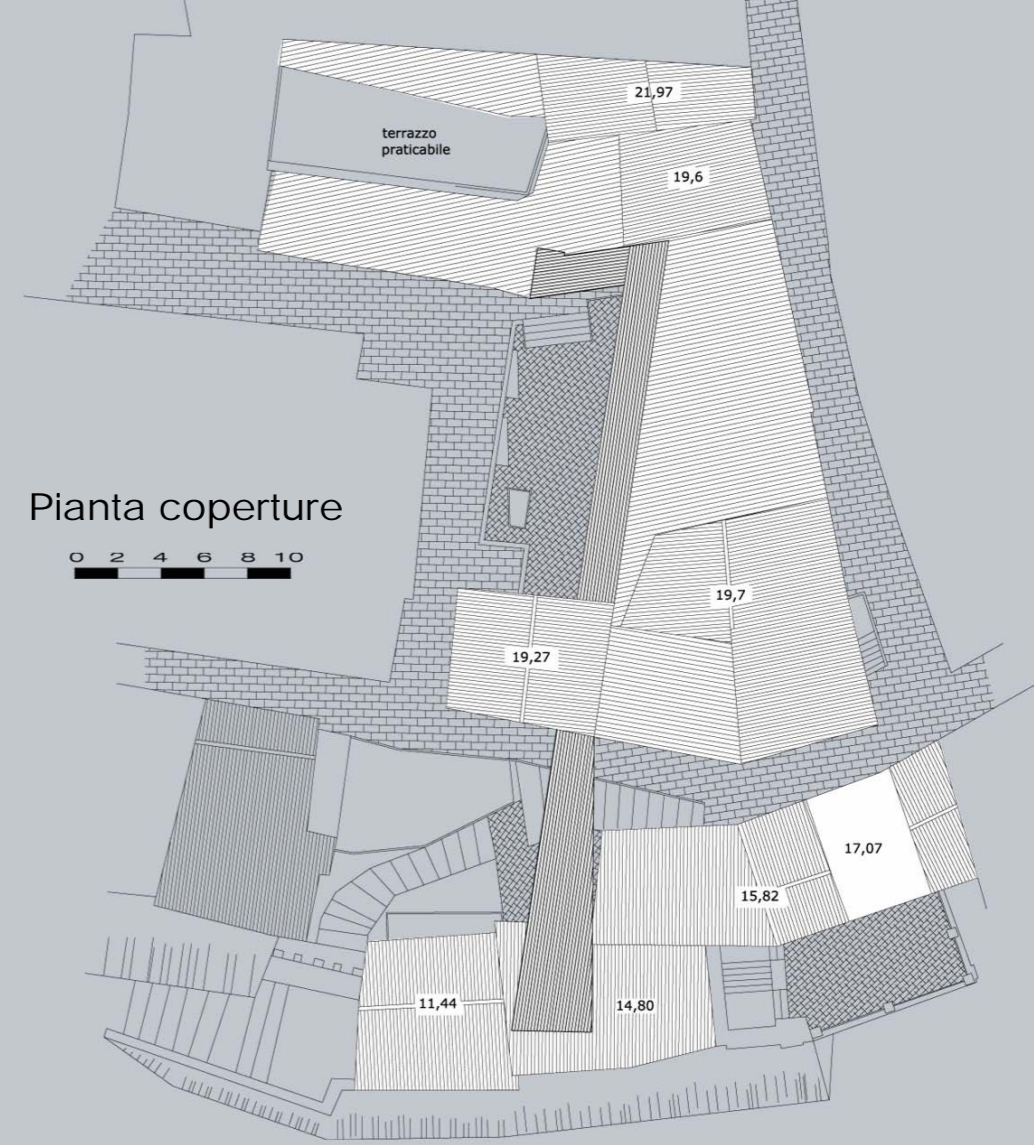 21,97
terrazzo
praticabile
19,6
Pianta coperture
0 2 4 6 8 10
19,7
19,27
17,07
15,82
11,44
14,80